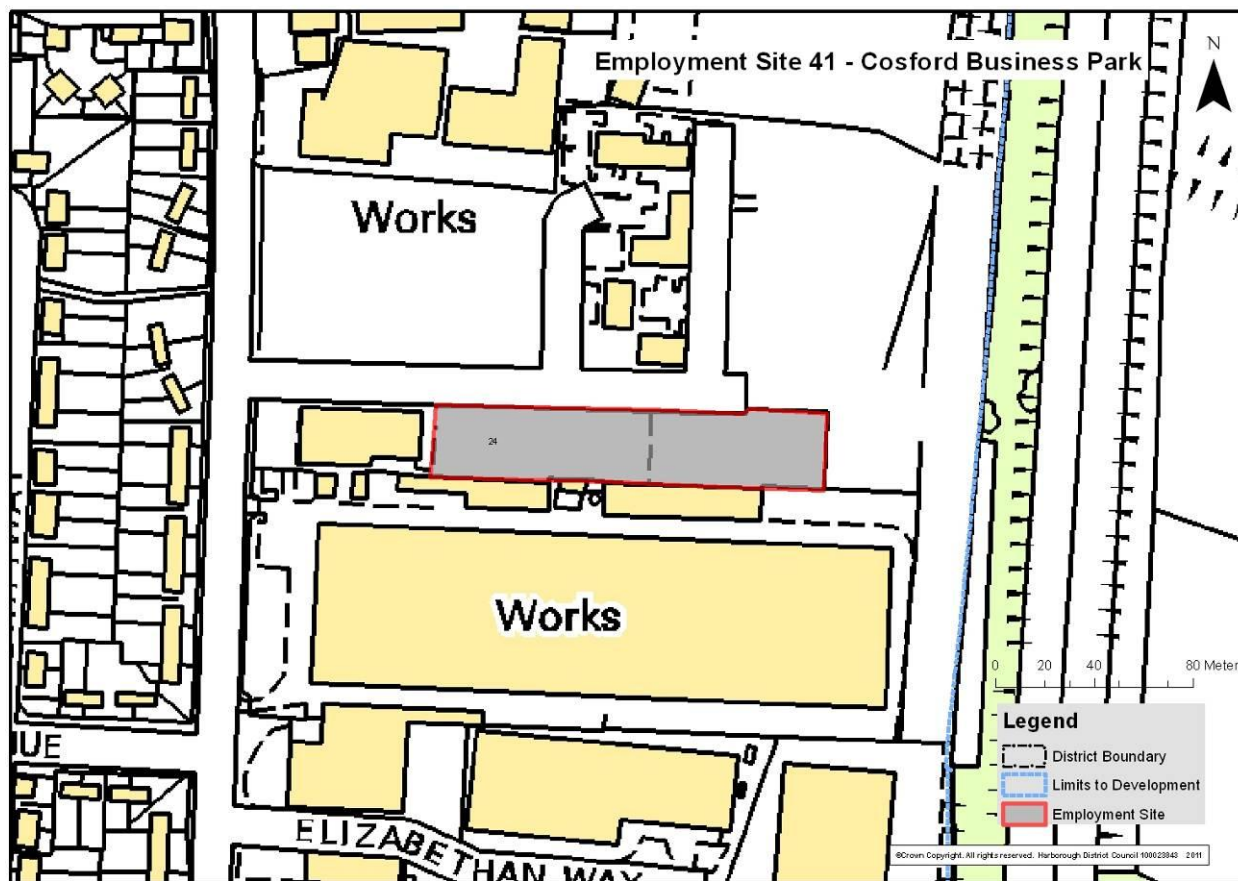 Employment Site 41 - Cosford Business Park
N
Works
24
Works
0 20 40 80 Meter
Legend
District Boundary
Limits to Development
Employment Site
UE
ELIZABETHAN WAY
©Crown Copyright. All rights reserved. Harborough District Council 100023843 2011